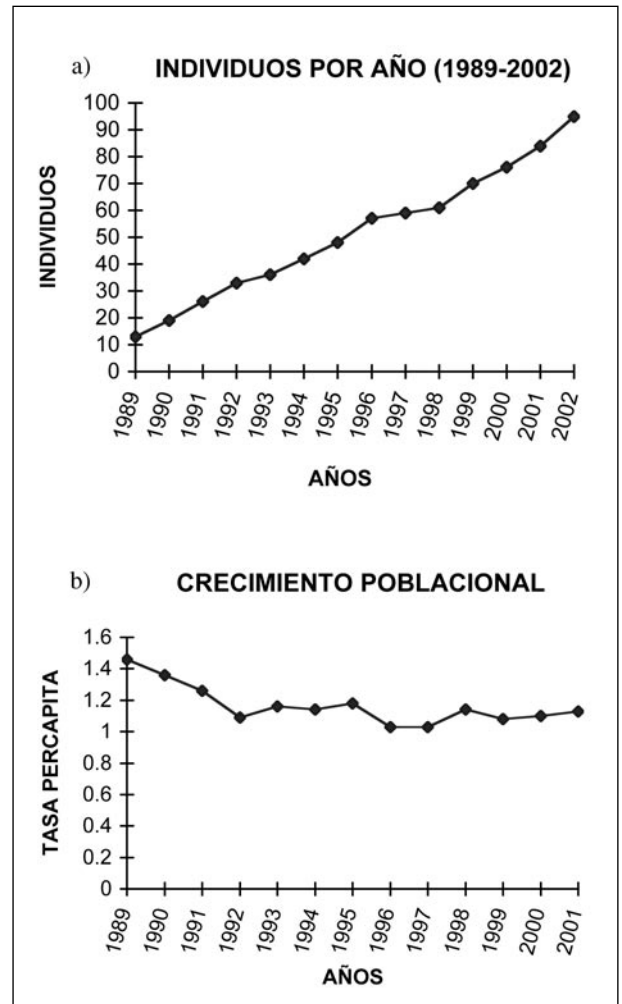 a) INDIVIDUOS POR AÑO (1989-2002)
100
90
80
70
60
50
40
30
20
10
0
INDIVIDUOS
1989 1990 1991 1992 1993 1994 1995 1996 1997 1998 1999 2000 2001 2002
AÑOS
b) CRECIMIENTO POBLACIONAL
1.6
1.4
1.2
1
0.8
0.6
0.4
0.2
0
TASA PERCAPITA
1989 1990 1991 1992 1993 1994 1995 1996 1997 1998 1999 2000 2001
AÑOS